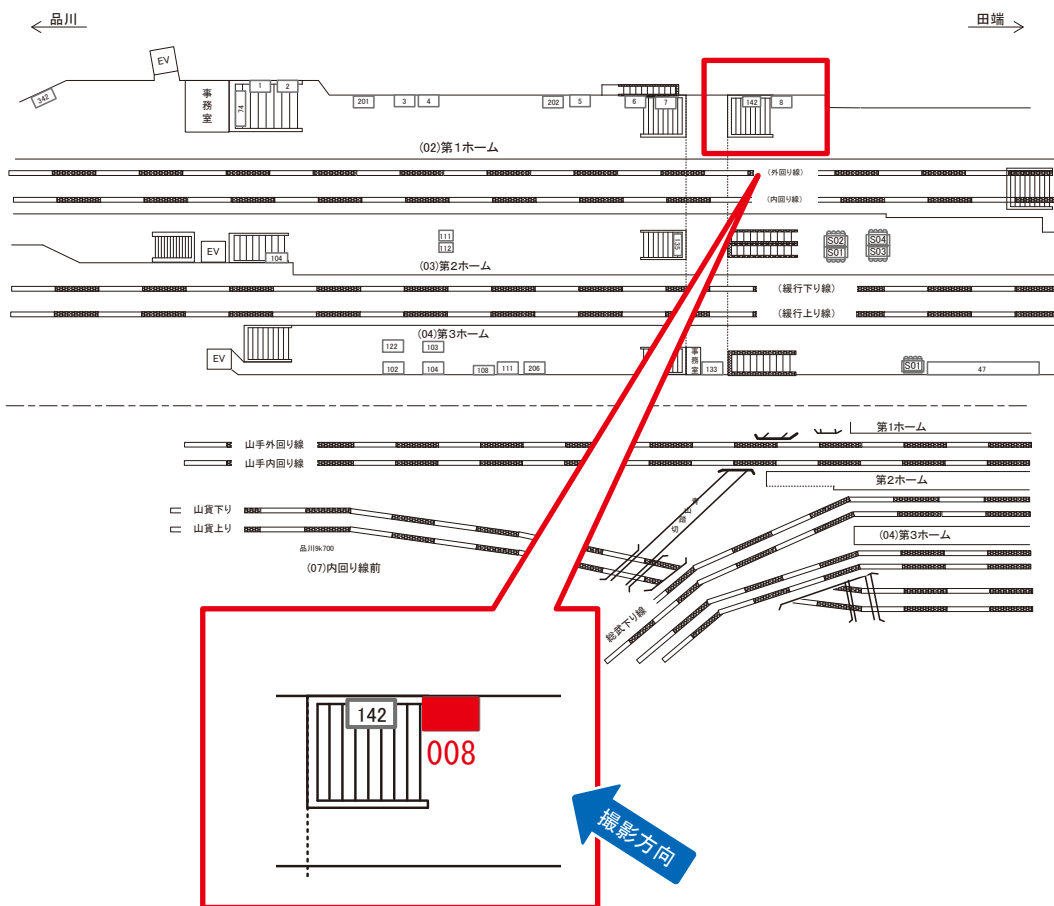 品川
田端
EV
事務室
74
1
2
342
201
3
4
202
5
6
7
142
8
(02)第1ホーム
(外回り線)
(内回り線)
EV
104
111
112
(03)第2ホーム
135
S02
S01
S04
S03
(緩行下り線)
(緩行上り線)
(04)第3ホーム
EV
122
103
102
104
108
111
206
事務室
133
S01
47
第1ホーム
山手外回り線
山手内回り線
第2ホーム
山貨下り
山貨上り
青山踏切
(04)第3ホーム
品川9k700
(07)内回り線前
総武下り線
142
008
撮影方向